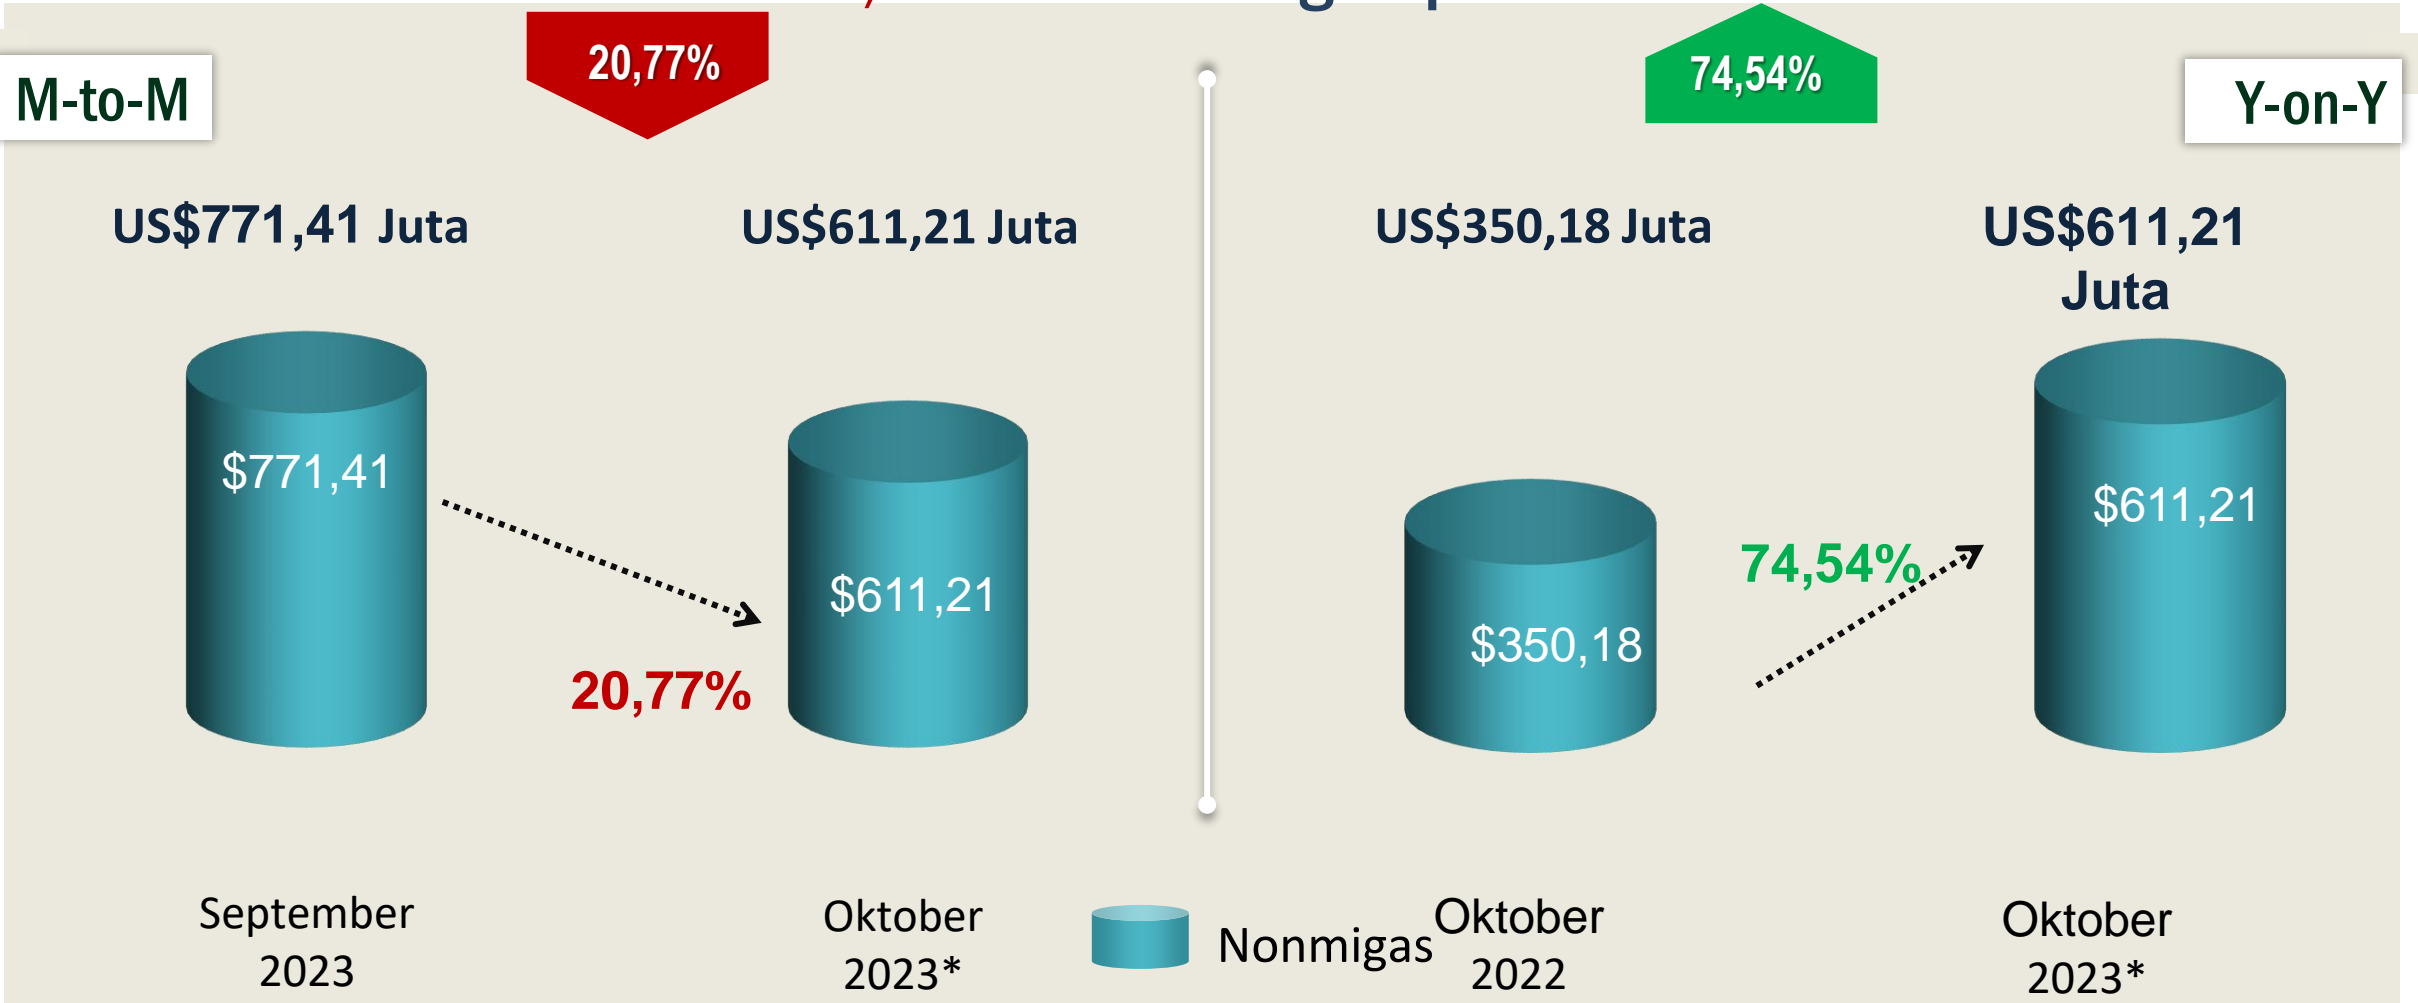 20,77%
74,54%
M-to-M
Y-on-Y
US$771,41 Juta
US$611,21 Juta
US$350,18 Juta
US$611,21
Juta
$771,41
$611,21
20,77%
$350,18
74,54%
$611,21
September
2023
Oktober
2023*
Nonmigas
Oktober
2022
Oktober
2023*